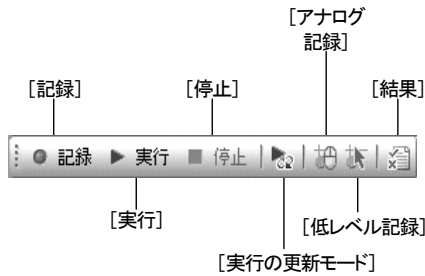 [アナログ
記録]
[記録]
[停止]
[結果]
記録 実行 停止
[実行]
[低レベル記録]
[実行の更新モード]